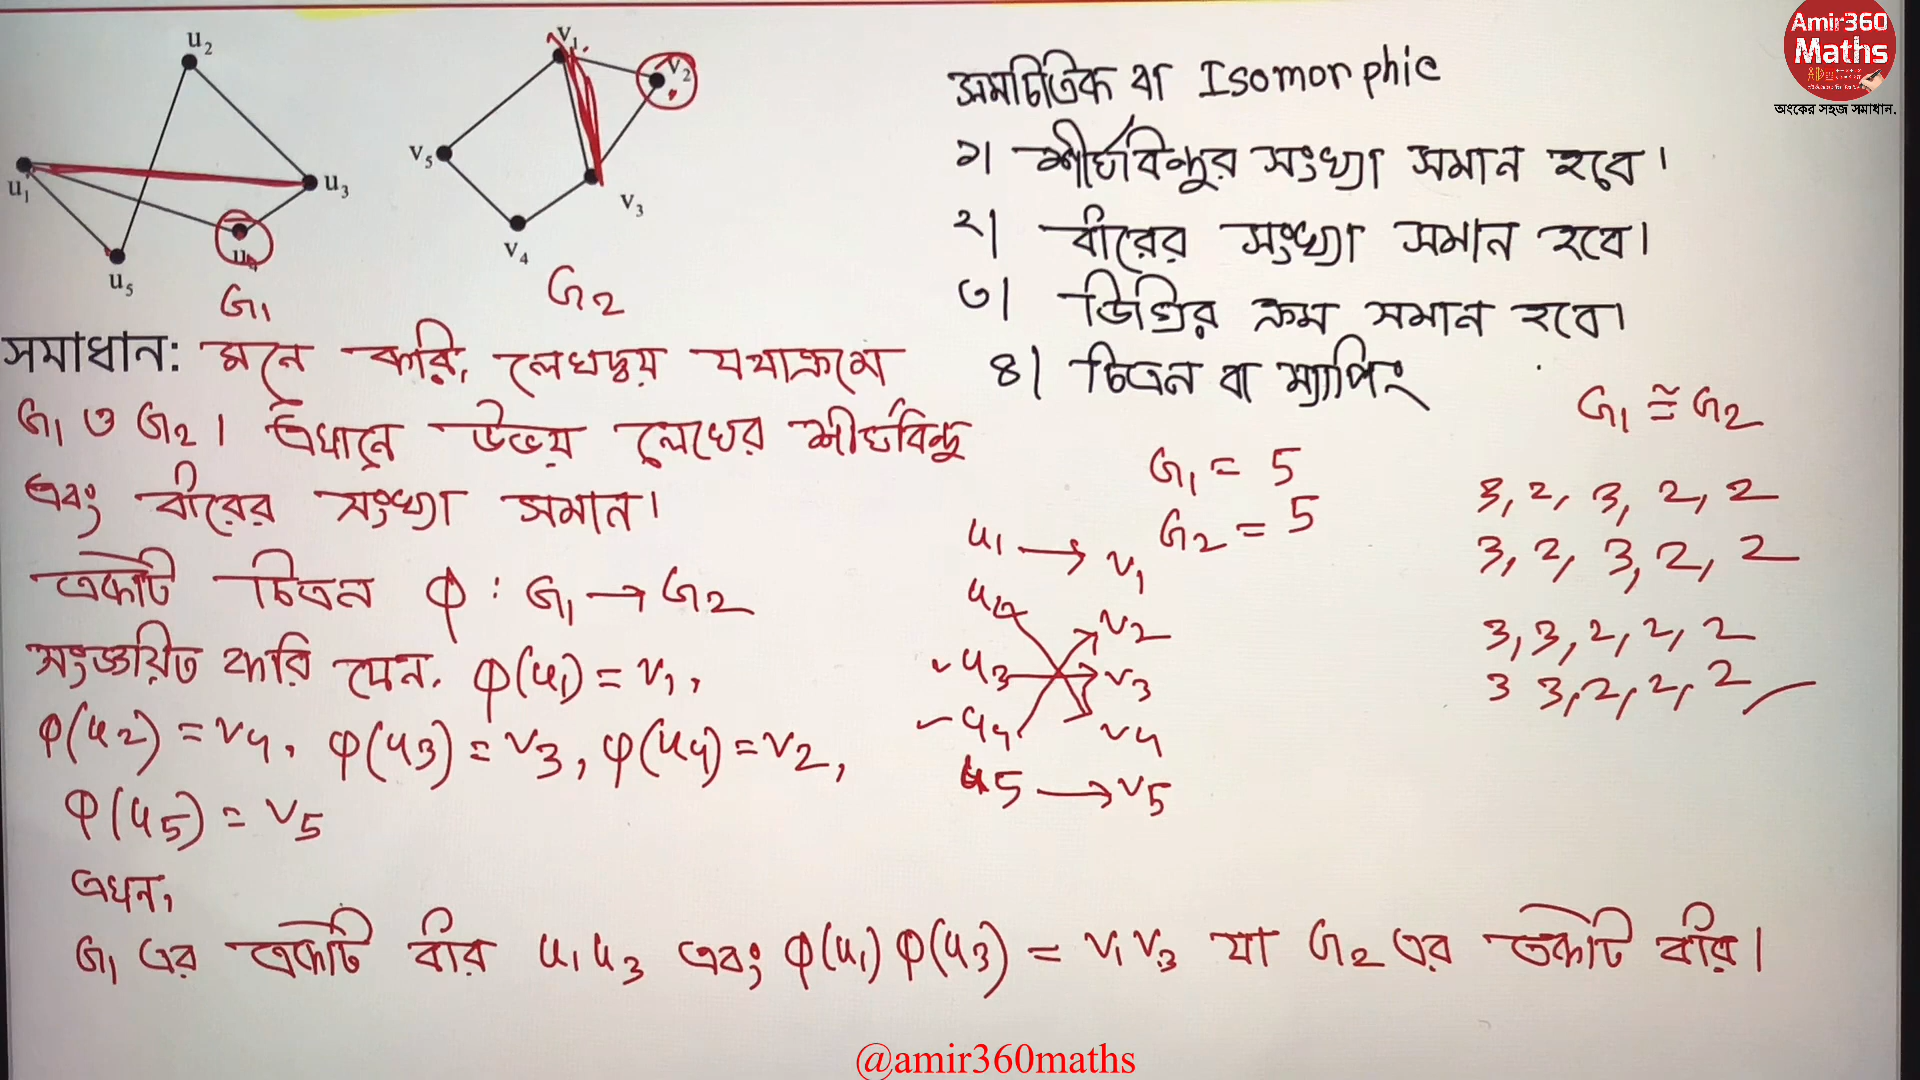 u2
u1
u3
u4
u5
G1
v1
v2
v5
v3
v4
G2
Amir360
Maths
অংকের সহজ সমাধান.
সমচিত্রিক বা Isomorphic
১। শীর্ষবিন্দুর সংখ্যা সমান হবে।
২। বাঁরের সংখ্যা সমান হবে।
৩। ডিগ্রির ক্রম সমান হবে।
৪। চিত্রন বা ম্যাপিং
G1 ≅ G2
সমাধান: মনে করি, লেখদ্বয় যথাক্রমে
G1 ও G2। এখানে উভয় লেখের শীর্ষবিন্দু
এবং বাঁরের সংখ্যা সমান।
একটি চিত্রন φ : G1 → G2
সংজ্ঞায়িত করি যেন, φ(u1) = v1,
φ(u2) = v4, φ(u3) = v3, φ(u4) = v2,
φ(u5) = v5
এখন,
G1 এর একটি বাঁর u1u3 এবং φ(u1) φ(u3) = v1v3 যা G2 এর একটি বাঁর।
G1 = 5
G2 = 5
u1 → v1
u2 v2
u3 v3
u4 v4
u5 → v5
3, 2, 3, 2, 2
3, 2, 3, 2, 2
3, 3, 2, 2, 2
3 3, 2, 2, 2
@amir360maths